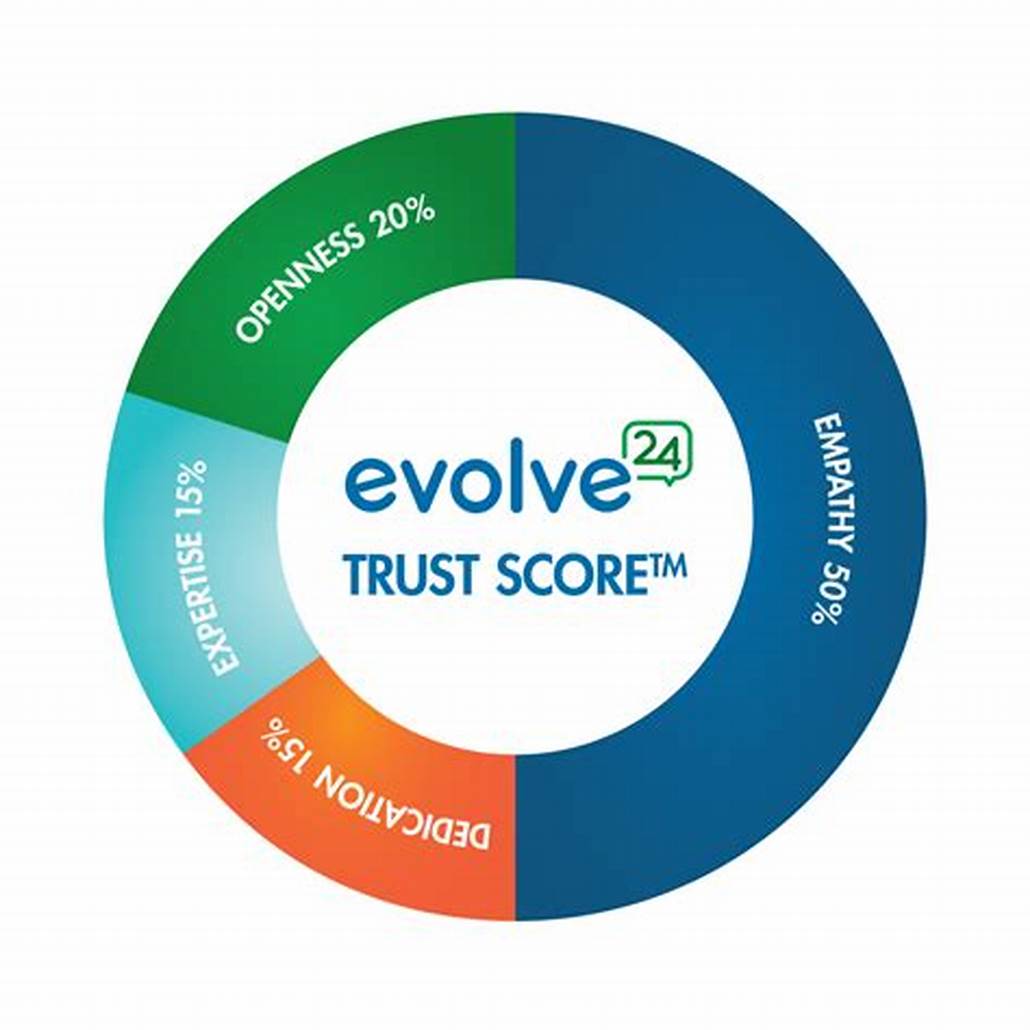 OPENNESS 20%
EMPATHY 50%
EXPERTISE 15%
DEDICATION 15%
evolve24
TRUST SCORE™